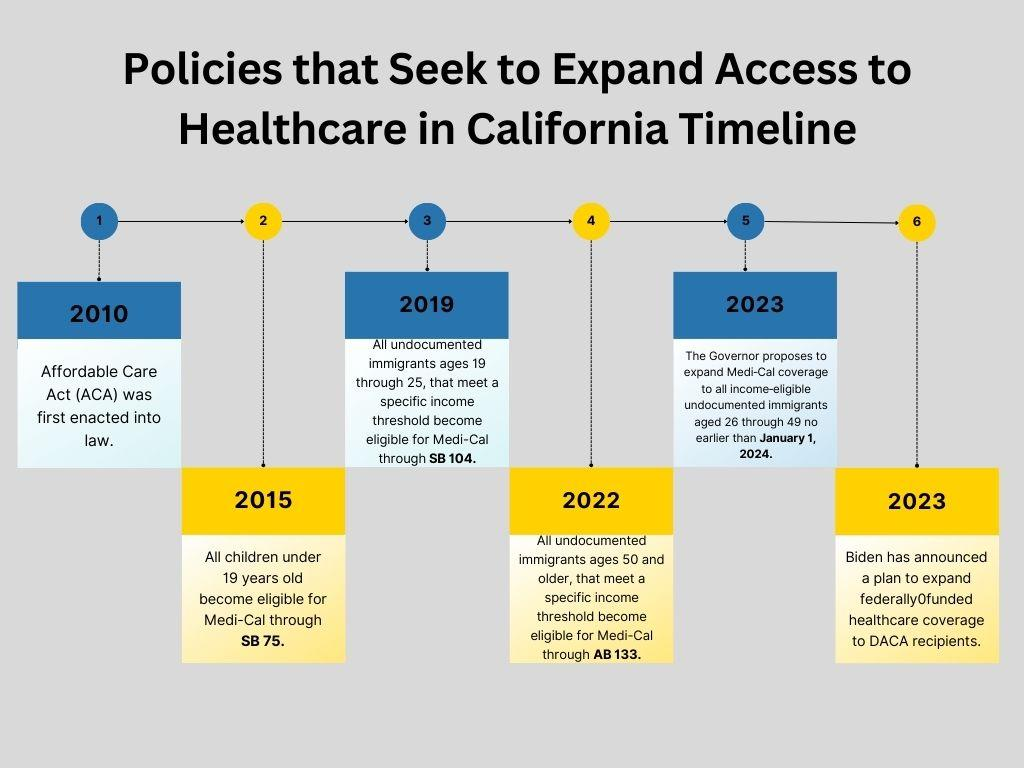 Policies that Seek to Expand Access to
Healthcare in California Timeline
1
2
3
4
5
6
2010
Affordable Care
Act (ACA) was
first enacted into
law.
2015
All children under
19 years old
become eligible for
Medi-Cal through
SB 75.
2019
All undocumented
immigrants ages 19
through 25, that meet a
specific income
threshold become
eligible for Medi-Cal
through SB 104.
2022
All undocumented
immigrants ages 50 and
older, that meet a
specific income
threshold become
eligible for Medi-Cal
through AB 133.
2023
The Governor proposes to
expand Medi-Cal coverage
to all income-eligible
undocumented immigrants
aged 26 through 49 no
earlier than January 1,
2024.
2023
Biden has announced
a plan to expand
federally0funded
healthcare coverage
to DACA recipients.